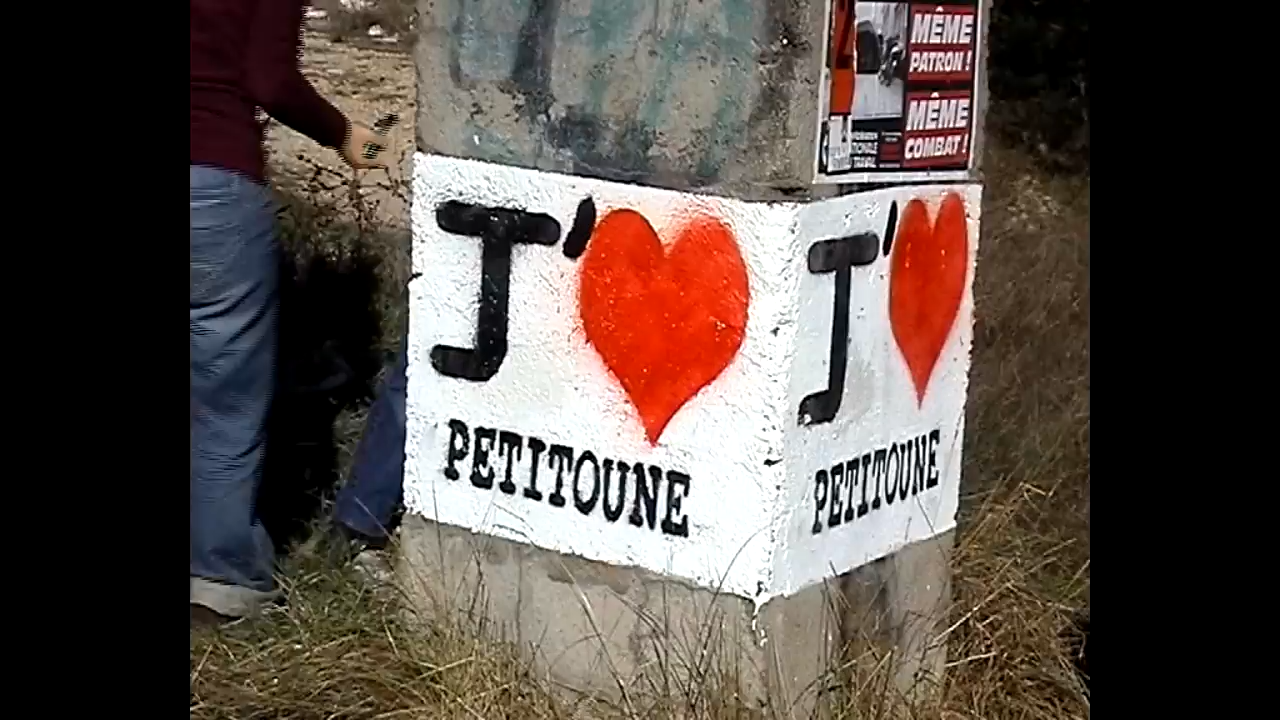 MÊME
PATRON !
MÊME
COMBAT !
J'❤
PETITOUNE
J'❤
PETITOUNE